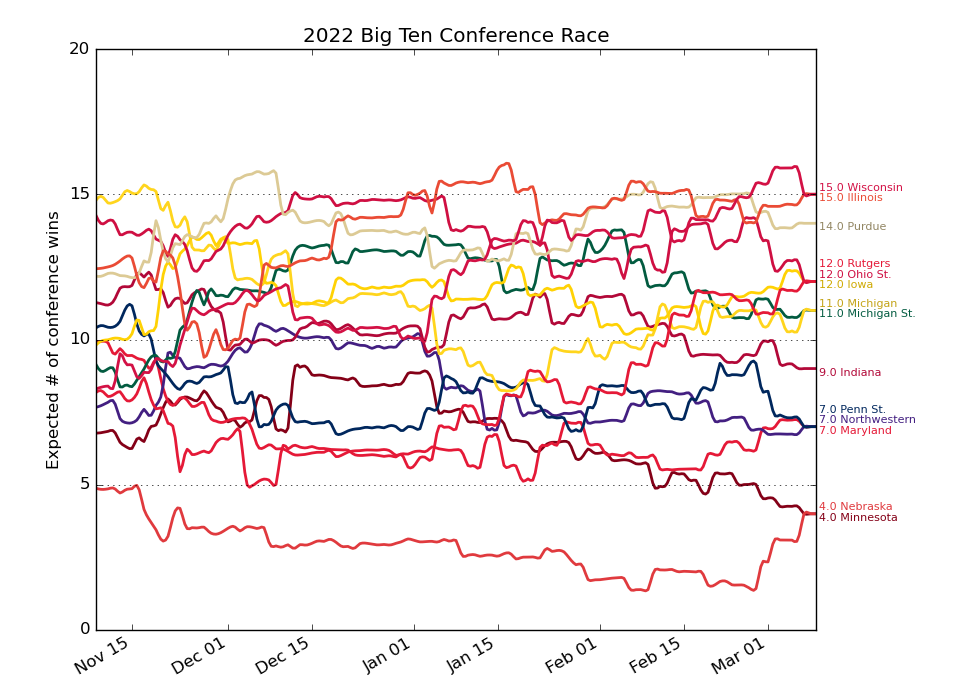 2022 Big Ten Conference Race
Expected # of conference wins
20
15
10
5
0
15.0 Wisconsin
15.0 Illinois
14.0 Purdue
12.0 Rutgers
12.0 Ohio St.
12.0 Iowa
11.0 Michigan
11.0 Michigan St.
9.0 Indiana
7.0 Penn St.
7.0 Northwestern
7.0 Maryland
4.0 Nebraska
4.0 Minnesota
Nov 15
Dec 01
Dec 15
Jan 01
Jan 15
Feb 01
Feb 15
Mar 01